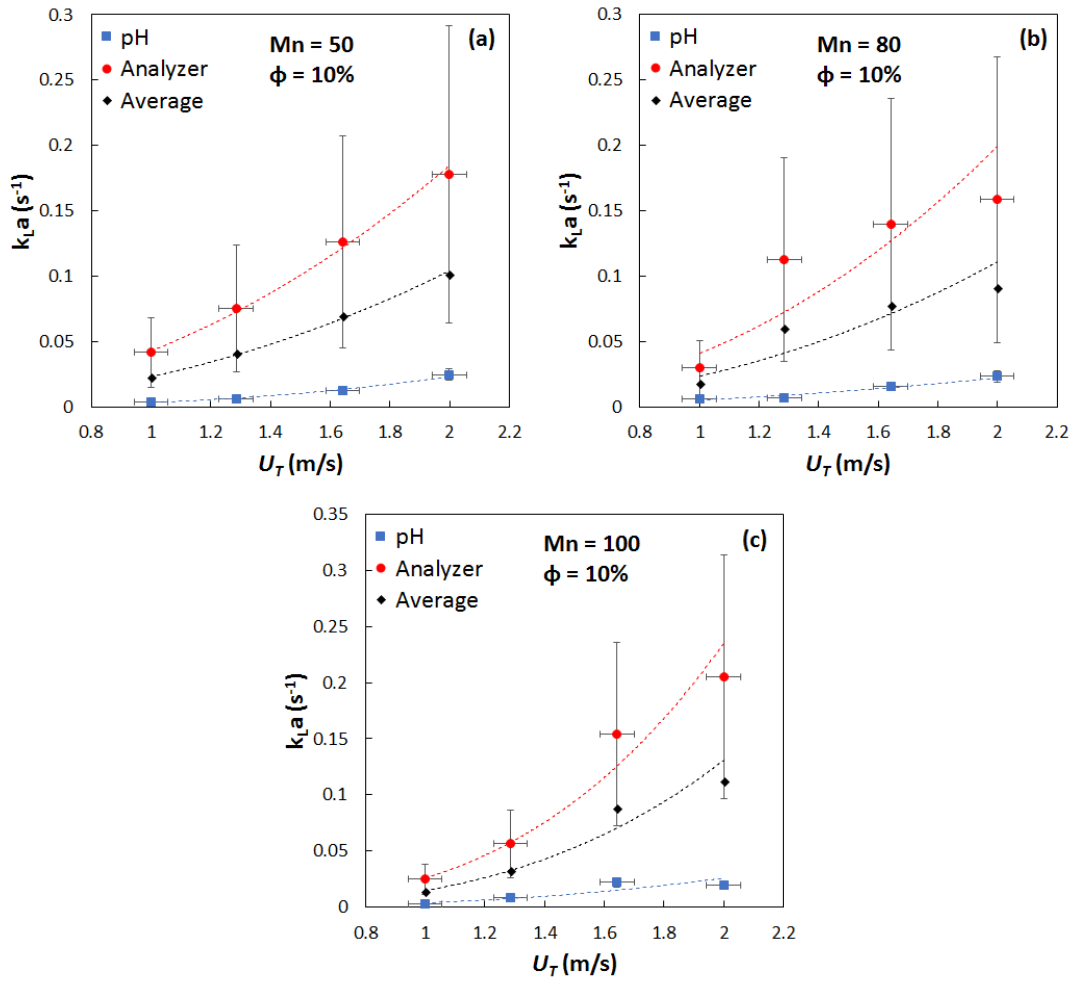 0.3
0.25
0.2
0.15
0.1
0.05
0
kLa (s-1)
pH
Analyzer
Average
Mn = 50
ϕ = 10%
(a)
0.8 1 1.2 1.4 1.6 1.8 2 2.2
UT (m/s)
0.3
0.25
0.2
0.15
0.1
0.05
0
kLa (s-1)
pH
Analyzer
Average
Mn = 80
ϕ = 10%
(b)
0.8 1 1.2 1.4 1.6 1.8 2 2.2
UT (m/s)
0.35
0.3
0.25
0.2
0.15
0.1
0.05
0
kLa (s-1)
pH
Analyzer
Average
Mn = 100
ϕ = 10%
(c)
0.8 1 1.2 1.4 1.6 1.8 2 2.2
UT (m/s)